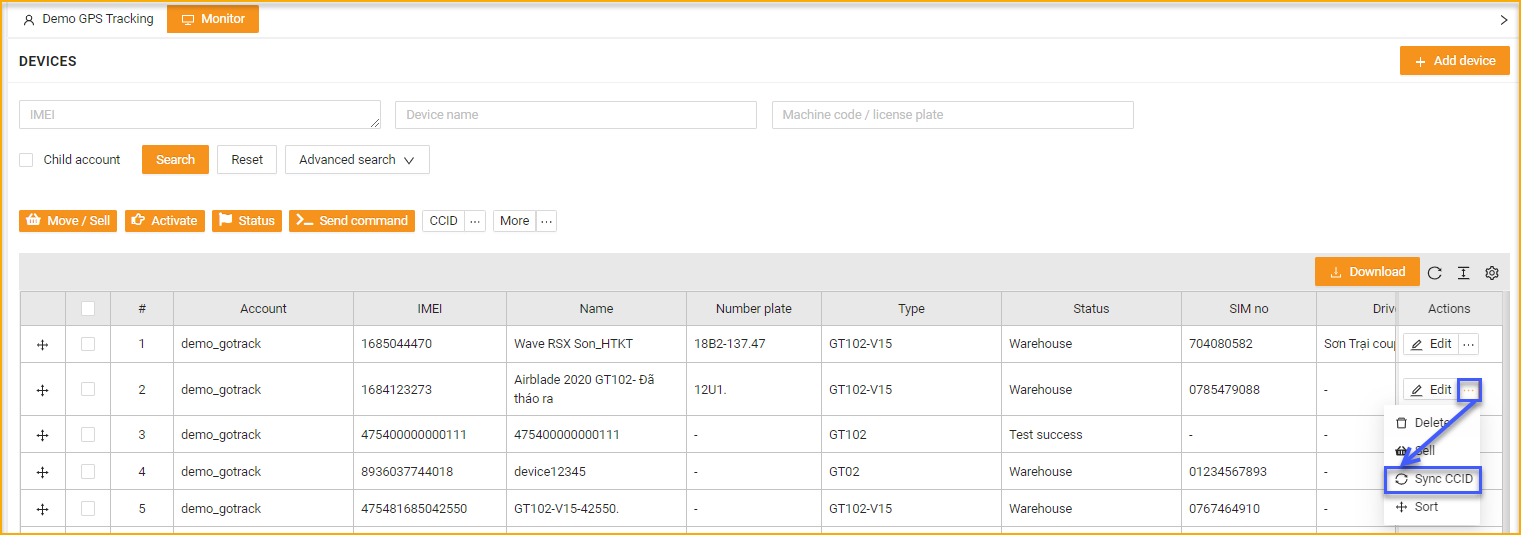 Demo GPS Tracking Monitor
DEVICES Add device
IMEI Device name Machine code / license plate
Child account Search Reset Advanced search
Move / Sell Activate Status Send command CCID ... More ...
Download
# Account IMEI Name Number plate Type Status SIM no Driv Actions
1 demo_gotrack 1685044470 Wave RSX Son_HTKT 18B2-137.47 GT102-V15 Warehouse 704080582 Sơn Trại coup Edit ...
2 demo_gotrack 1684123273 Airblade 2020 GT102- Đã 12U1. GT102-V15 Warehouse 0785479088 - Edit ...
tháo ra
Delete
3 demo_gotrack 475400000000111 475400000000111 - GT102 Test success - -
Sell
4 demo_gotrack 8936037744018 device12345 - GT02 Warehouse 01234567893 -
Sync CCID
5 demo_gotrack 475481685042550 GT102-V15-42550. - GT102-V15 Warehouse 0767464910 -
Sort